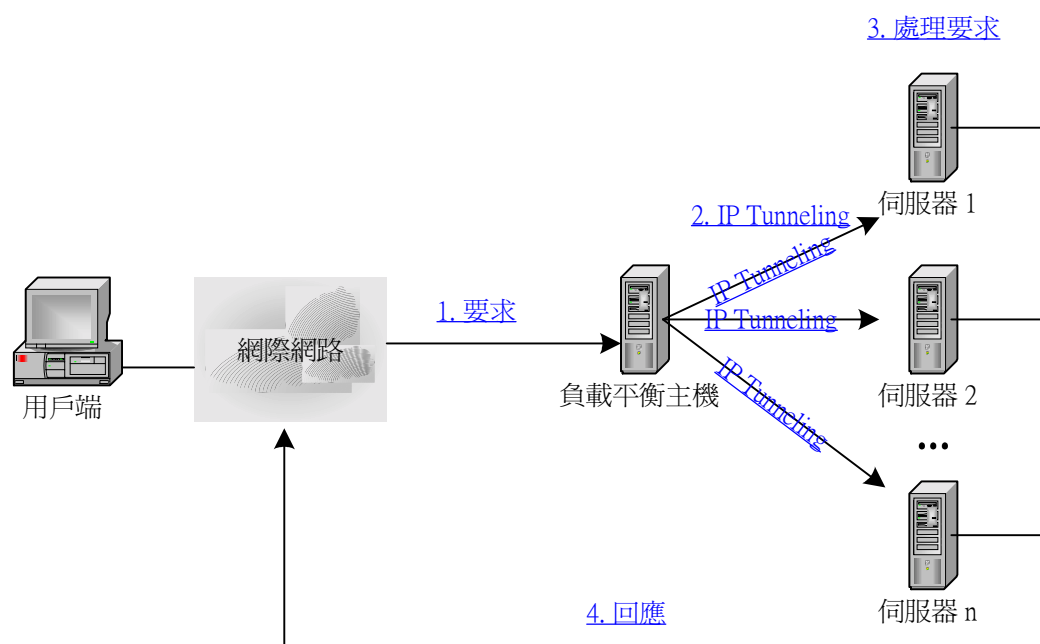 3. 處理要求
伺服器 1
2. IP Tunneling
IP Tunneling
1. 要求
IP Tunneling
網際網路
用戶端
負載平衡主機
IP Tunneling
伺服器 2
...
伺服器 n
4. 回應